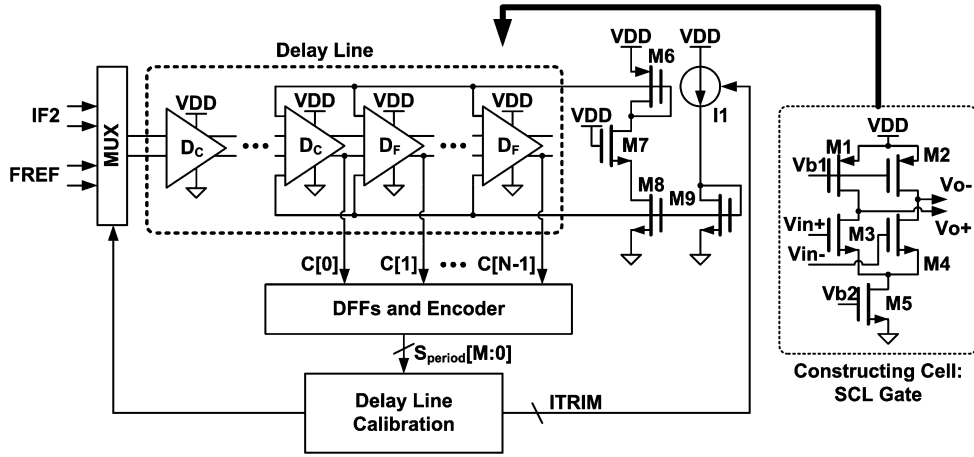 Delay Line
VDD
M6
VDD
IF2
FREF
MUX
VDD
D_C
VDD
D_C
VDD
D_F
VDD
D_F
VDD
M7
I1
M8
M9
C[0]
C[1]
C[N-1]
DFFs and Encoder
S_period[M:0]
Delay Line
Calibration
ITRIM
VDD
M1
M2
Vb1
Vo-
Vo+
Vin+
M3
Vin-
M4
Vb2
M5
Constructing Cell:
SCL Gate